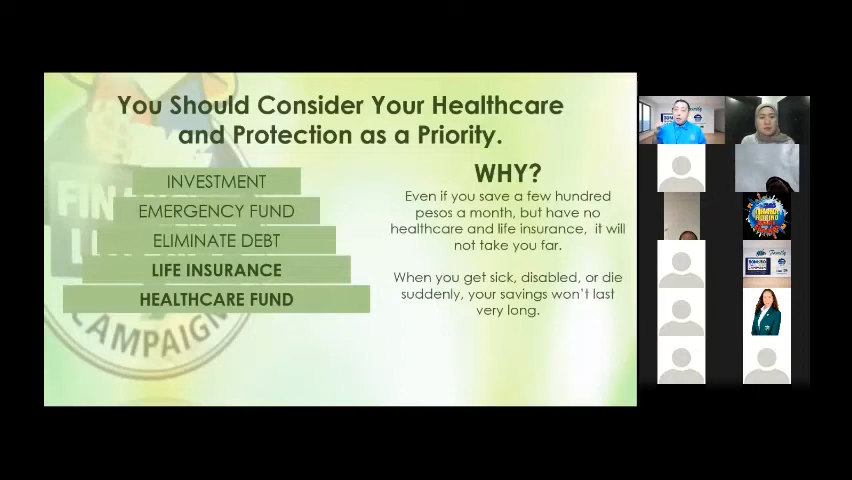 You Should Consider Your Healthcare
and Protection as a Priority.
INVESTMENT
EMERGENCY FUND
ELIMINATE DEBT
LIFE INSURANCE
HEALTHCARE FUND
WHY?
Even if you save a few hundred
pesos a month, but have no
healthcare and life insurance, it will
not take you far.
When you get sick, disabled, or die
suddenly, your savings won't last
very long.
CAMPAIGN